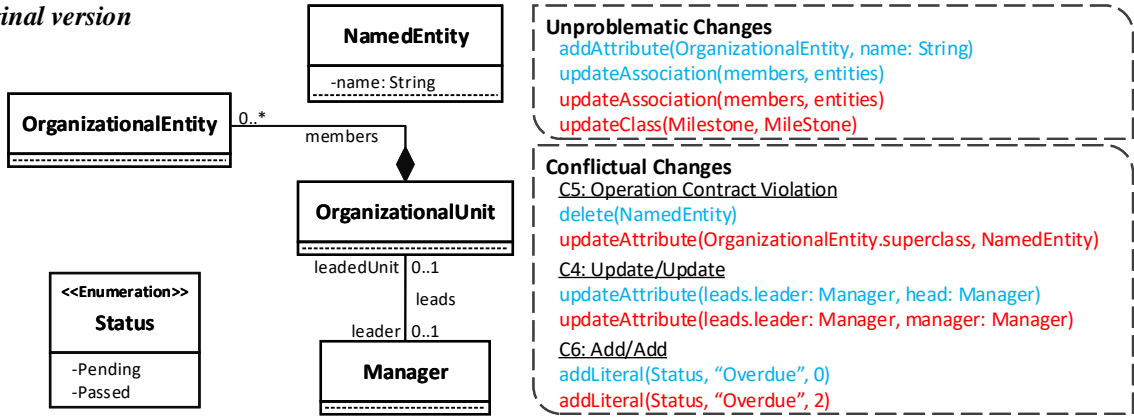 inal version
NamedEntity
-name: String
OrganizationalEntity
0..*
members
OrganizationalUnit
leadedUnit
0..1
leads
leader
0..1
Manager
<<Enumeration>>
Status
-Pending
-Passed
Unproblematic Changes
addAttribute(OrganizationalEntity, name: String)
updateAssociation(members, entities)
updateAssociation(members, entities)
updateClass(Milestone, MileStone)
Conflictual Changes
C5: Operation Contract Violation
delete(NamedEntity)
updateAttribute(OrganizationalEntity.superclass, NamedEntity)
C4: Update/Update
updateAttribute(leads.leader: Manager, head: Manager)
updateAttribute(leads.leader: Manager, manager: Manager)
C6: Add/Add
addLiteral(Status, “Overdue”, 0)
addLiteral(Status, “Overdue”, 2)